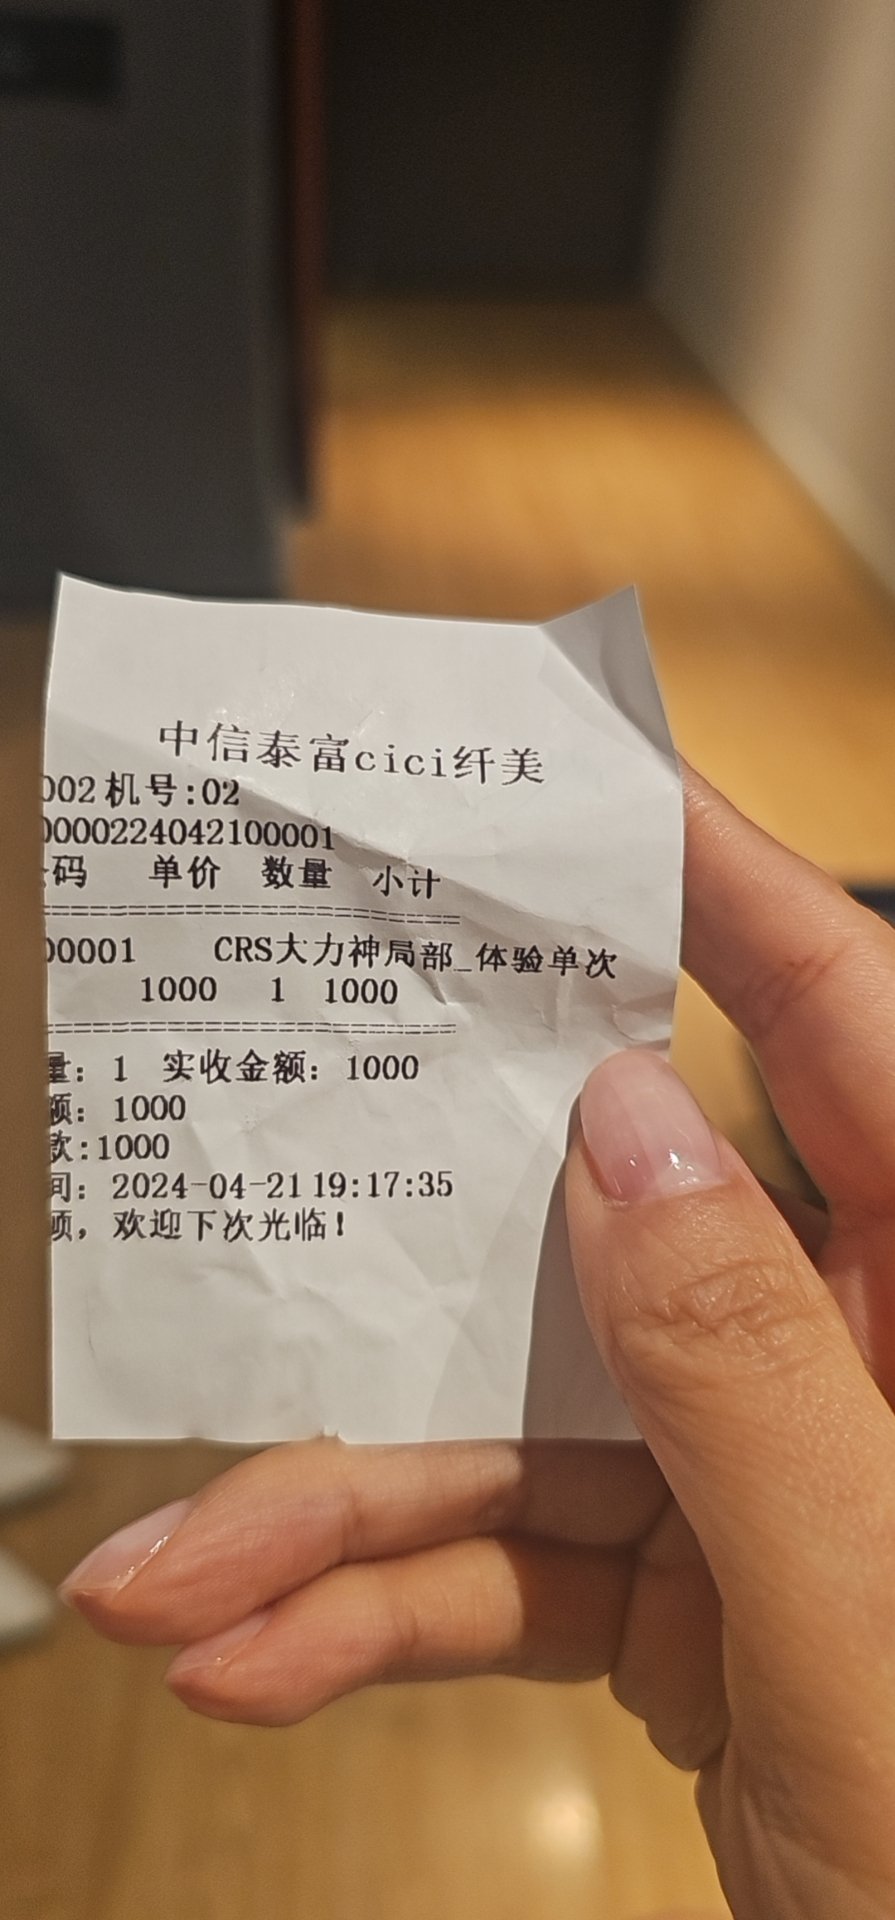 中信泰富cici纤美
002 机号:02
0000224042100001
码 单价 数量 小计
00001 CRS大力神局部_体验单次
1000 1 1000
量：1 实收金额：1000
额：1000
款:1000
间：2024-04-21 19:17:35
顾，欢迎下次光临！